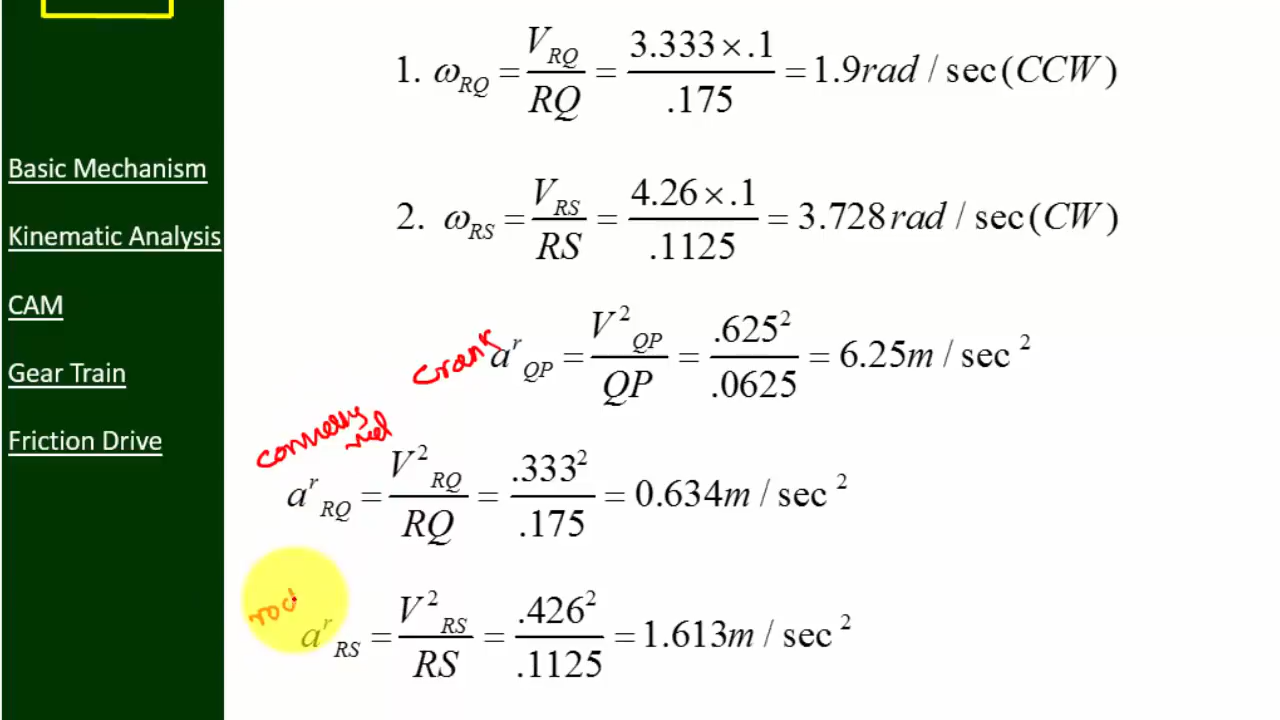 Basic Mechanism
Kinematic Analysis
CAM
Gear Train
Friction Drive
1. ω_RQ = V_RQ / RQ = 3.333 × .1 / .175 = 1.9 rad / sec (CCW)
2. ω_RS = V_RS / RS = 4.26 × .1 / .1125 = 3.728 rad / sec (CW)
crank
a^r_QP = V^2_QP / QP = .625^2 / .0625 = 6.25 m / sec^2
a^r_RQ = V^2_RQ / RQ = .333^2 / .175 = 0.634 m / sec^2
rod
a^r_RS = V^2_RS / RS = .426^2 / .1125 = 1.613 m / sec^2